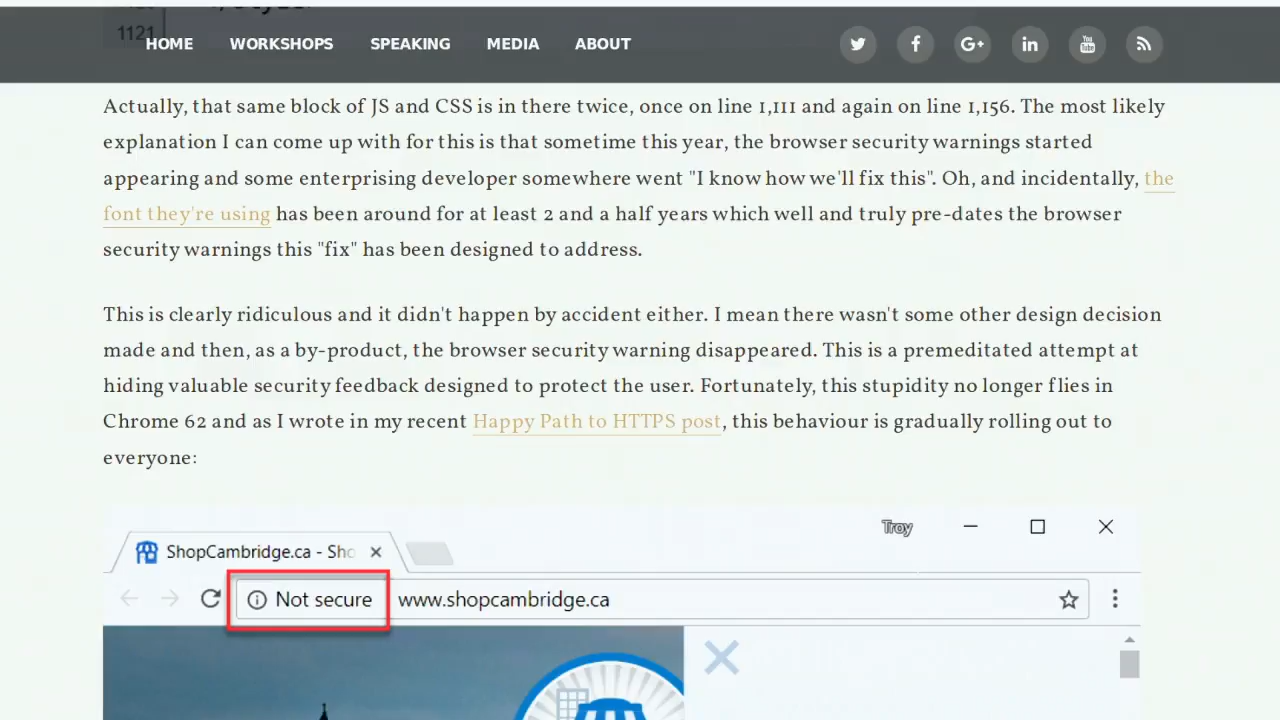 1121
HOME WORKSHOPS SPEAKING MEDIA ABOUT
Actually, that same block of JS and CSS is in there twice, once on line 1,111 and again on line 1,156. The most likely
explanation I can come up with for this is that sometime this year, the browser security warnings started
appearing and some enterprising developer somewhere went "I know how we'll fix this". Oh, and incidentally, the
font they're using has been around for at least 2 and a half years which well and truly pre-dates the browser
security warnings this "fix" has been designed to address.
This is clearly ridiculous and it didn't happen by accident either. I mean there wasn't some other design decision
made and then, as a by-product, the browser security warning disappeared. This is a premeditated attempt at
hiding valuable security feedback designed to protect the user. Fortunately, this stupidity no longer flies in
Chrome 62 and as I wrote in my recent Happy Path to HTTPS post, this behaviour is gradually rolling out to
everyone:
Troy
ShopCambridge.ca - Sho
Not secure www.shopcambridge.ca